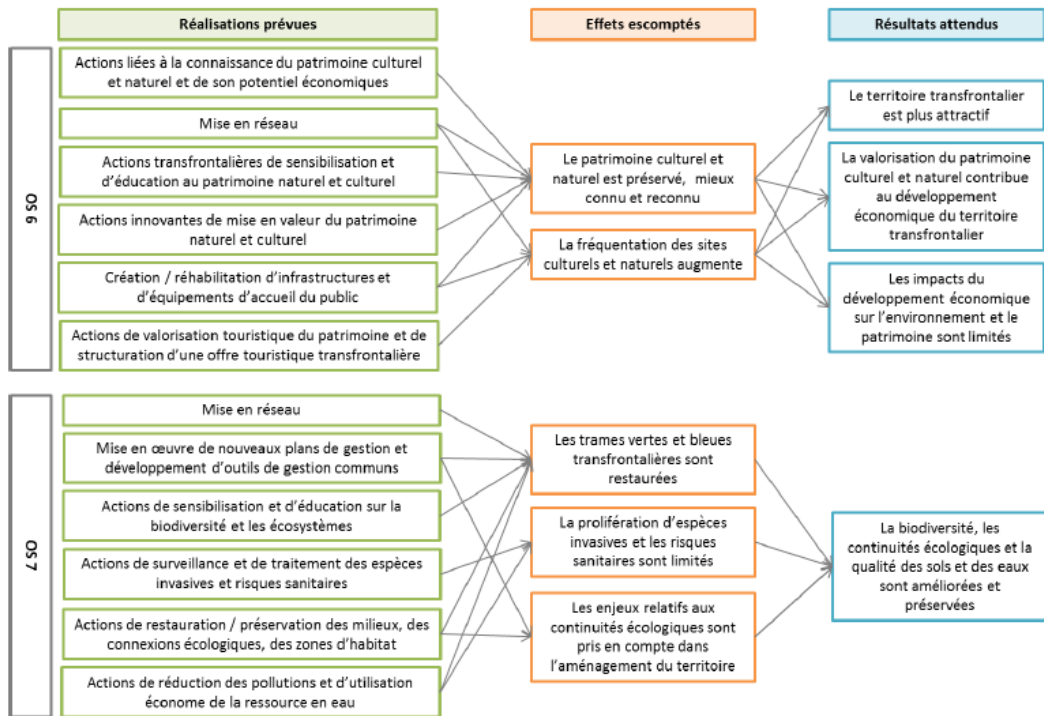 Réalisations prévues
Effets escomptés
Résultats attendus
OS 6
Actions liées à la connaissance du patrimoine culturel
et naturel et de son potentiel économiques
Mise en réseau
Actions transfrontalières de sensibilisation et
d'éducation au patrimoine naturel et culturel
Actions innovantes de mise en valeur du patrimoine
naturel et culturel
Création / réhabilitation d'infrastructures et
d'équipements d'accueil du public
Actions de valorisation touristique du patrimoine et de
structuration d'une offre touristique transfrontalière
Le patrimoine culturel et
naturel est préservé, mieux
connu et reconnu
La fréquentation des sites
culturels et naturels augmente
Le territoire transfrontalier
est plus attractif
La valorisation du patrimoine
culturel et naturel contribue
au développement
économique du territoire
transfrontalier
Les impacts du
développement économique
sur l'environnement et le
patrimoine sont limités
OS 7
Mise en réseau
Mise en œuvre de nouveaux plans de gestion et
développement d'outils de gestion communs
Actions de sensibilisation et d'éducation sur la
biodiversité et les écosystèmes
Actions de surveillance et de traitement des espèces
invasives et risques sanitaires
Actions de restauration / préservation des milieux, des
connexions écologiques, des zones d'habitat
Actions de réduction des pollutions et d'utilisation
économe de la ressource en eau
Les trames vertes et bleues
transfrontalières sont
restaurées
La prolifération d'espèces
invasives et les risques
sanitaires sont limités
Les enjeux relatifs aux
continuités écologiques sont
pris en compte dans
l'aménagement du territoire
La biodiversité, les
continuités écologiques et la
qualité des sols et des eaux
sont améliorées et
préservées